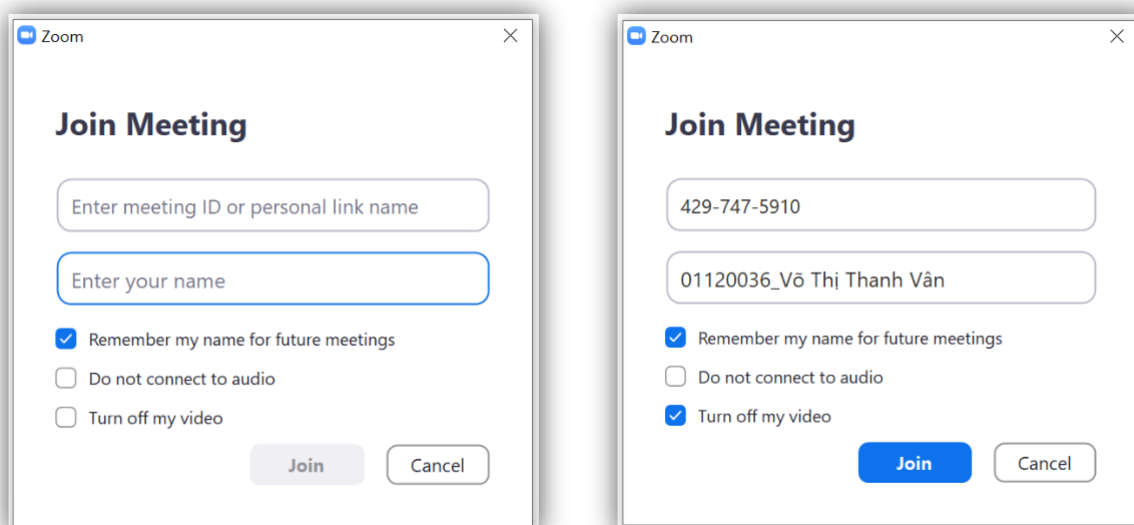 Zoom
Join Meeting
Enter meeting ID or personal link name
Enter your name
Remember my name for future meetings
Do not connect to audio
Turn off my video
Join Cancel
Zoom
Join Meeting
429-747-5910
01120036_Võ Thị Thanh Vân
Remember my name for future meetings
Do not connect to audio
Turn off my video
Join Cancel